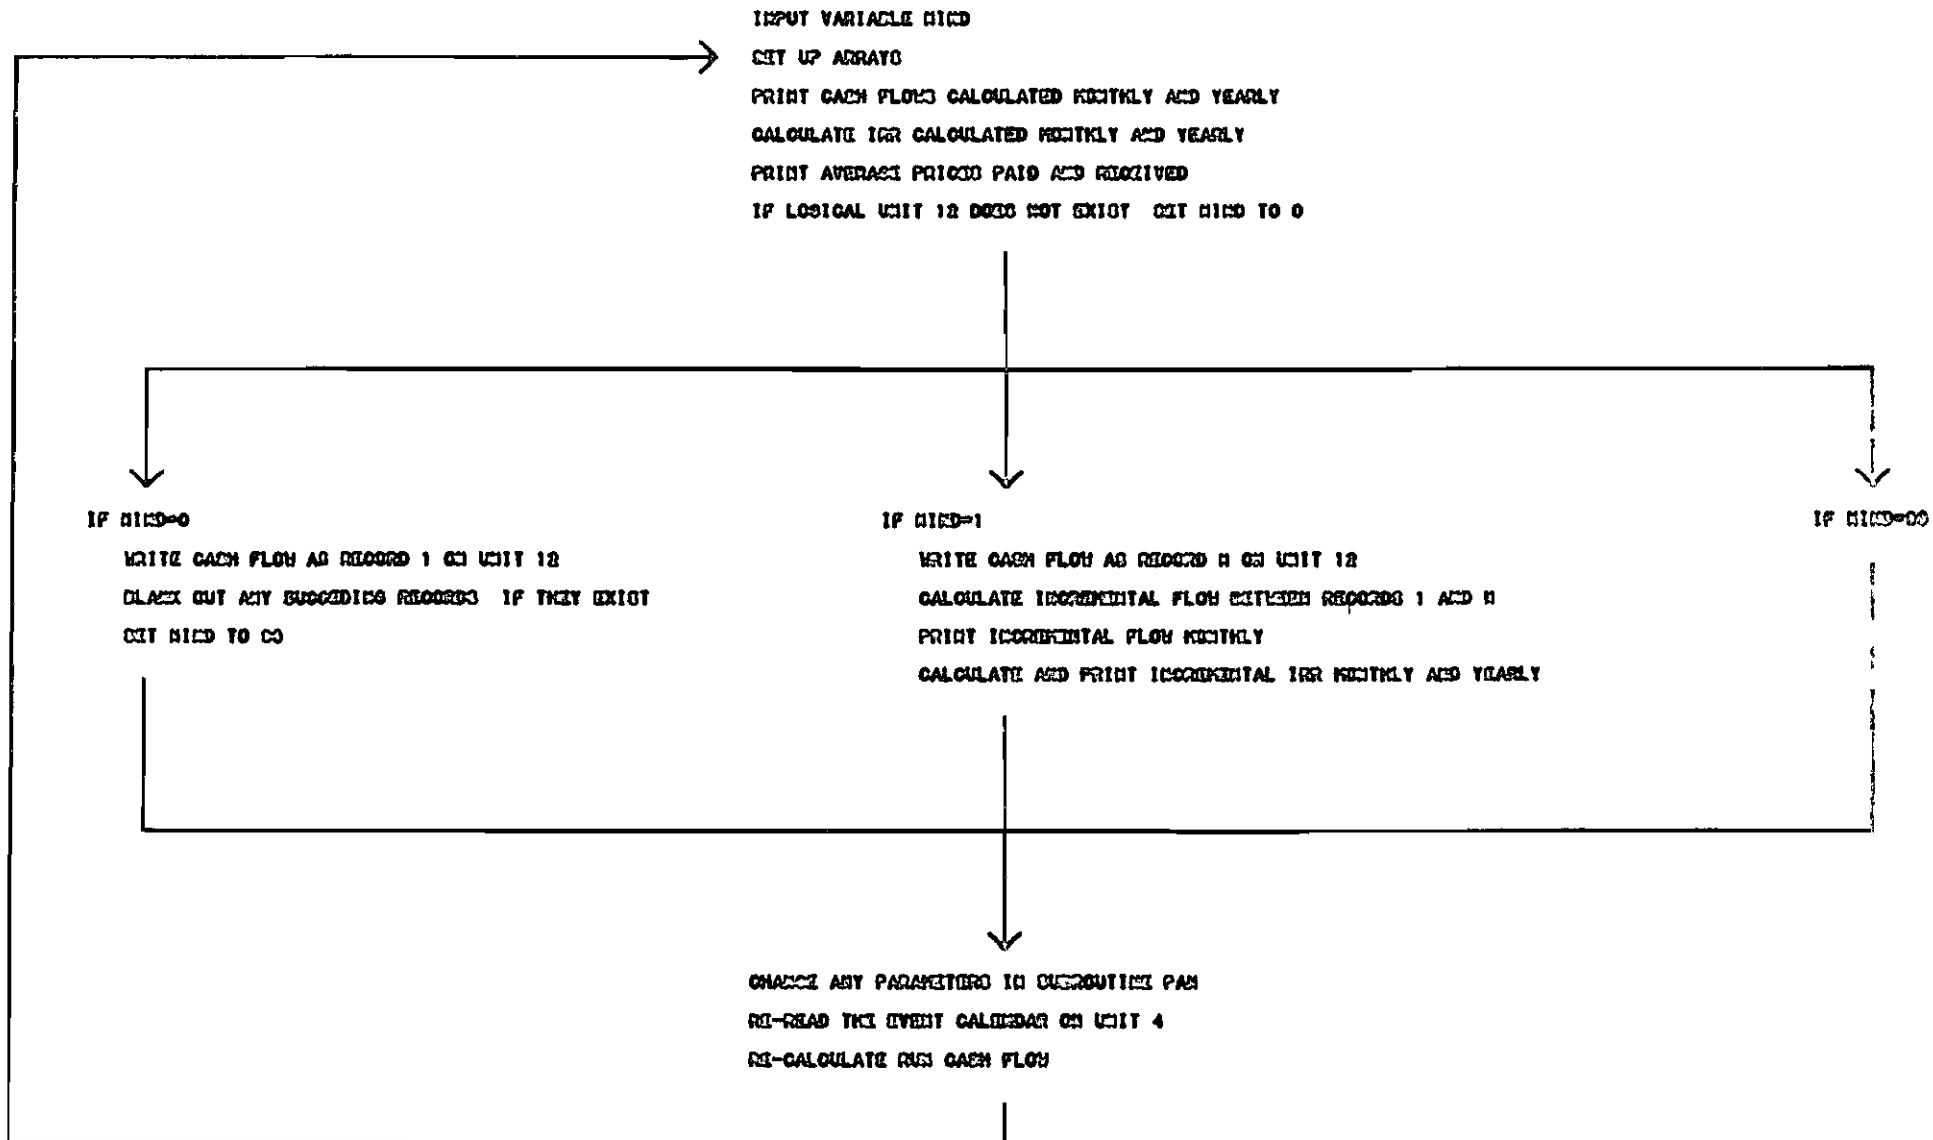 INPUT VARIABLE
SET UP ARRAYS
PRINT CASH FLOWS CALCULATED MONTHLY AND YEARLY
CALCULATE IRR CALCULATED MONTHLY AND YEARLY
PRINT AVERAGE PRICES PAID AND RECEIVED
IF LOGICAL UNIT 12 DOES NOT EXIST SET TO 0
IF
IF
IF
WRITE CASH FLOW AS RECORD 1 ON UNIT 12
WRITE CASH FLOW AS RECORD N ON UNIT 12
BLANK OUT ANY SUCCEDING RECORDS IF THEY EXIST
CALCULATE INCREMENTAL FLOW BETWEEN RECORDS 1 AND N
SET TO
PRINT INCREMENTAL FLOW MONTHLY
CALCULATE AND PRINT INCREMENTAL IRR MONTHLY AND YEARLY
CHANGE ANY PARAMETERS IN SUBROUTINE PAM
RE-READ THE EVENT CALENDAR ON UNIT 4
RE-CALCULATE RUN CASH FLOW